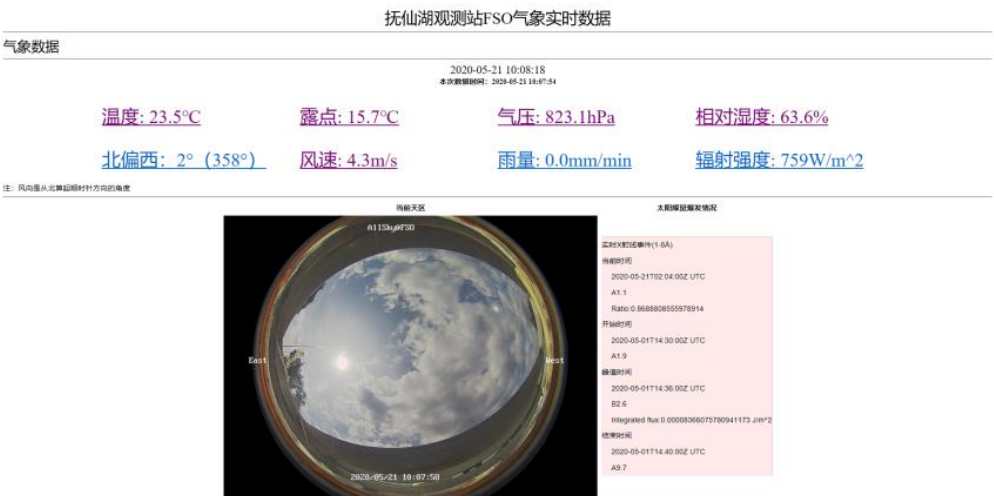 抚仙湖观测站FSO气象实时数据
气象数据
2020-05-21 10:08:18
本次数据时间: 2020-05-21 10:07:54
温度: 23.5℃ 露点: 15.7℃ 气压: 823.1hPa 相对湿度: 63.6%
北偏西: 2° (358°) 风速: 4.3m/s 雨量: 0.0mm/min 辐射强度: 759W/m^2
注: 风向是从北算起顺时针方向的角度
当前天区 太阳耀斑爆发情况
AllSky@FSO
East
West
2020/05/21 10:07:50
实时X射线事件(1-8Å)
当前时间
2020-05-21T02:04:00Z UTC
A1.1
Ratio:0.8688808555978914
开始时间
2020-05-01T14:30:00Z UTC
A1.9
峰值时间
2020-05-01T14:36:00Z UTC
B2.6
Integrated flux:0.00008366075780941173 J/m^2
结束时间
2020-05-01T14:40:00Z UTC
A9.7